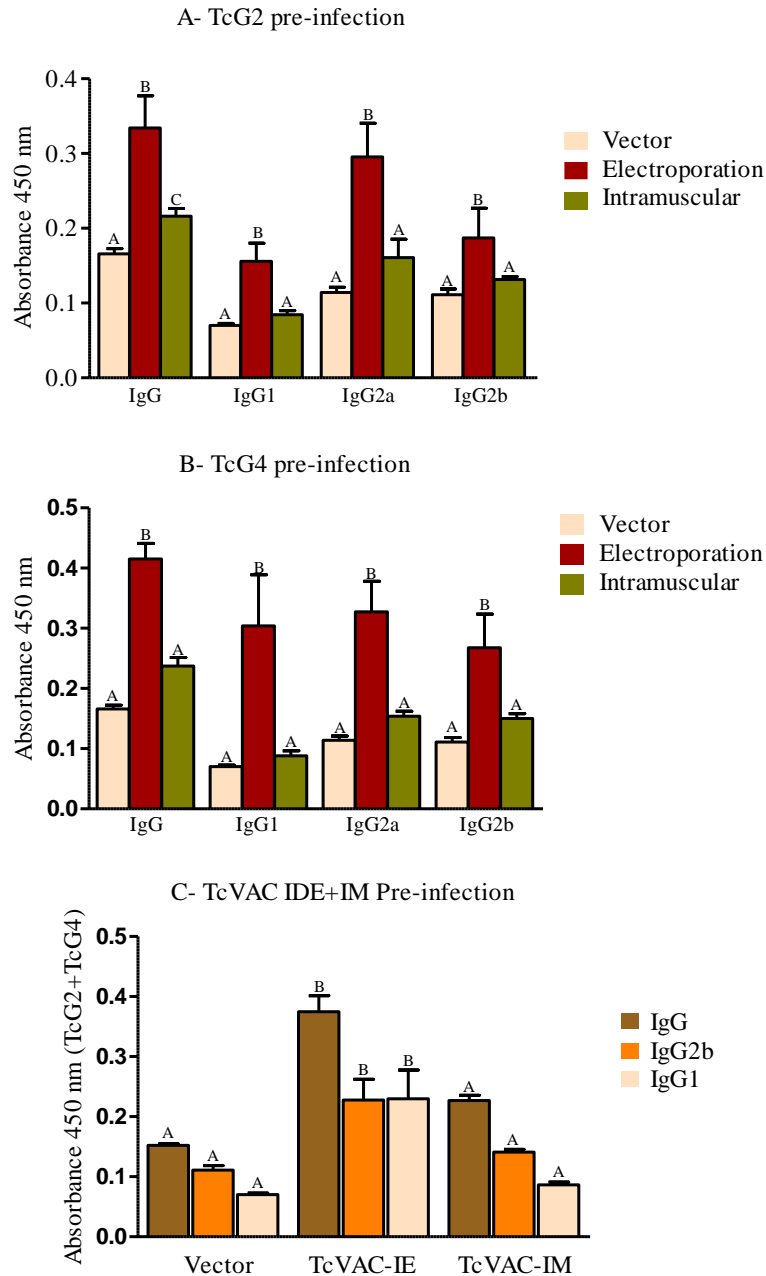 A- TcG2 pre-infection
Absorbance 450 nm
0.4
0.3
0.2
0.1
0.0
A
B
C
A
B
A
A
B
A
A
B
A
IgG
IgG1
IgG2a
IgG2b
Vector
Electroporation
Intramuscular
B- TcG4 pre-infection
Absorbance 450 nm
0.5
0.4
0.3
0.2
0.1
0.0
A
B
A
A
B
A
A
B
A
A
B
A
IgG
IgG1
IgG2a
IgG2b
Vector
Electroporation
Intramuscular
C- TcVAC IDE+IM Pre-infection
Absorbance 450 nm (TcG2+TcG4)
0.5
0.4
0.3
0.2
0.1
0.0
A
A
A
B
B
B
A
A
A
Vector
TcVAC-IE
TcVAC-IM
IgG
IgG2b
IgG1